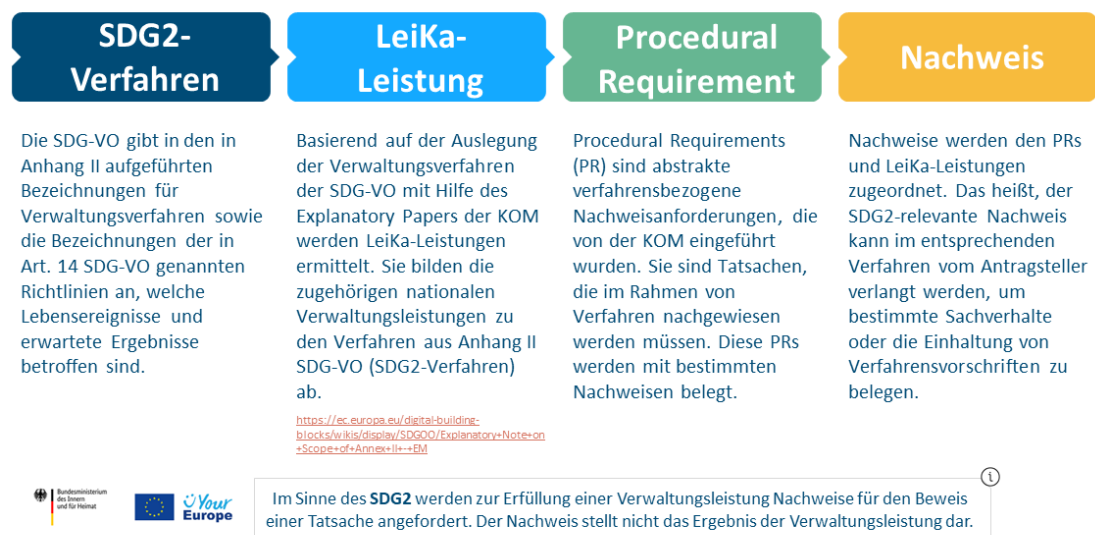 SDG2-
Verfahren
LeiKa-
Leistung
Procedural
Requirement
Nachweis
Die SDG-VO gibt in den in
Anhang II aufgeführten
Bezeichnungen für
Verwaltungsverfahren sowie
die Bezeichnungen der in
Art. 14 SDG-VO genannten
Richtlinien an, welche
Lebensereignisse und
erwartete Ergebnisse
betroffen sind.
Basierend auf der Auslegung
der Verwaltungsverfahren
der SDG-VO mit Hilfe des
Explanatory Papers der KOM
werden LeiKa-Leistungen
ermittelt. Sie bilden die
zugehörigen nationalen
Verwaltungsleistungen zu
den Verfahren aus Anhang II
SDG-VO (SDG2-Verfahren)
ab.
https://ec.europa.eu/digital-building-
blocks/wikis/display/SDGOO/Explanatory+Note+on
+Scope+of+Annex+II+-+EM
Procedural Requirements
(PR) sind abstrakte
verfahrensbezogene
Nachweisanforderungen, die
von der KOM eingeführt
wurden. Sie sind Tatsachen,
die im Rahmen von
Verfahren nachgewiesen
werden müssen. Diese PRs
werden mit bestimmten
Nachweisen belegt.
Nachweise werden den PRs
und LeiKa-Leistungen
zugeordnet. Das heißt, der
SDG2-relevante Nachweis
kann im entsprechenden
Verfahren vom Antragsteller
verlangt werden, um
bestimmte Sachverhalte
oder die Einhaltung von
Verfahrensvorschriften zu
belegen.
Bundesministerium
des Innern
und für Heimat
Your
Europe
i
Im Sinne des SDG2 werden zur Erfüllung einer Verwaltungsleistung Nachweise für den Beweis
einer Tatsache angefordert. Der Nachweis stellt nicht das Ergebnis der Verwaltungsleistung dar.